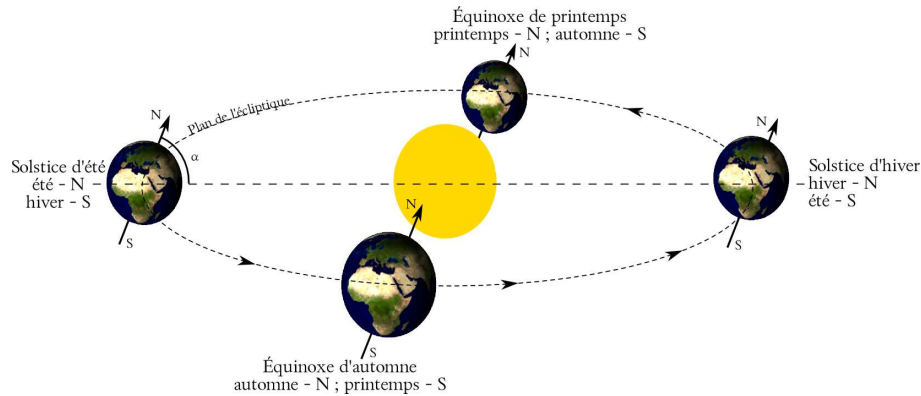 Équinoxe de printemps
printemps - N ; automne - S
N
Plan de l'écliptique
N
α
Solstice d'été
été - N
hiver - S
S
N
Solstice d'hiver
hiver - N
été - S
S
N
S
Équinoxe d'automne
automne - N ; printemps - S